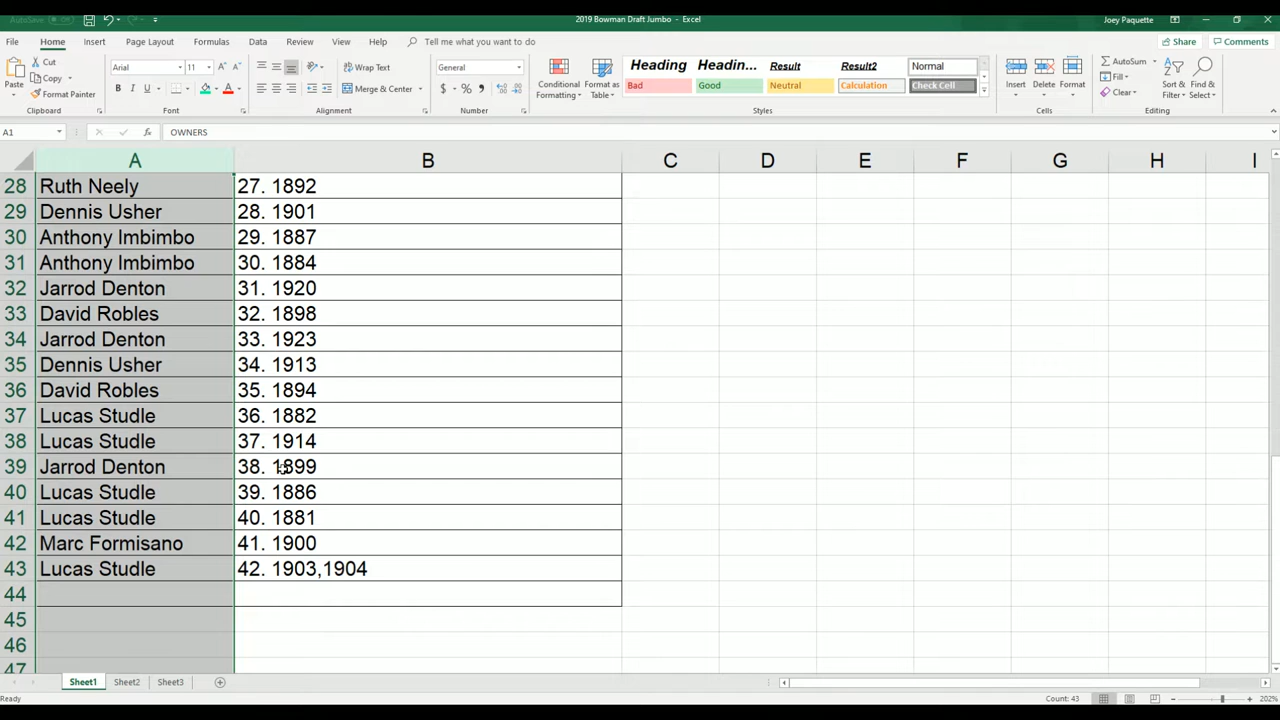 AutoSave Off 2019 Bowman Draft Jumbo - Excel Joey Paquette
File Home Insert Page Layout Formulas Data Review View Help Tell me what you want to do Share Comments
Paste Cut Copy Format Painter Clipboard
Arial 11 B I U Font
Wrap Text Merge & Center Alignment
General $ % Number
Conditional Formatting Format as Table
Heading... Headin... Result Result2 Normal
Bad Good Neutral Calculation Check Cell
Styles
Insert Delete Format Cells
AutoSum Fill Clear Sort & Filter Find & Select Editing
A1 fx OWNERS
A B C D E F G H I
28 Ruth Neely 27. 1892
29 Dennis Usher 28. 1901
30 Anthony Imbimbo 29. 1887
31 Anthony Imbimbo 30. 1884
32 Jarrod Denton 31. 1920
33 David Robles 32. 1898
34 Jarrod Denton 33. 1923
35 Dennis Usher 34. 1913
36 David Robles 35. 1894
37 Lucas Studle 36. 1882
38 Lucas Studle 37. 1914
39 Jarrod Denton 38. 1899
40 Lucas Studle 39. 1886
41 Lucas Studle 40. 1881
42 Marc Formisano 41. 1900
43 Lucas Studle 42. 1903,1904
44
45
46
47
Sheet1 Sheet2 Sheet3
Ready Count: 43 202%